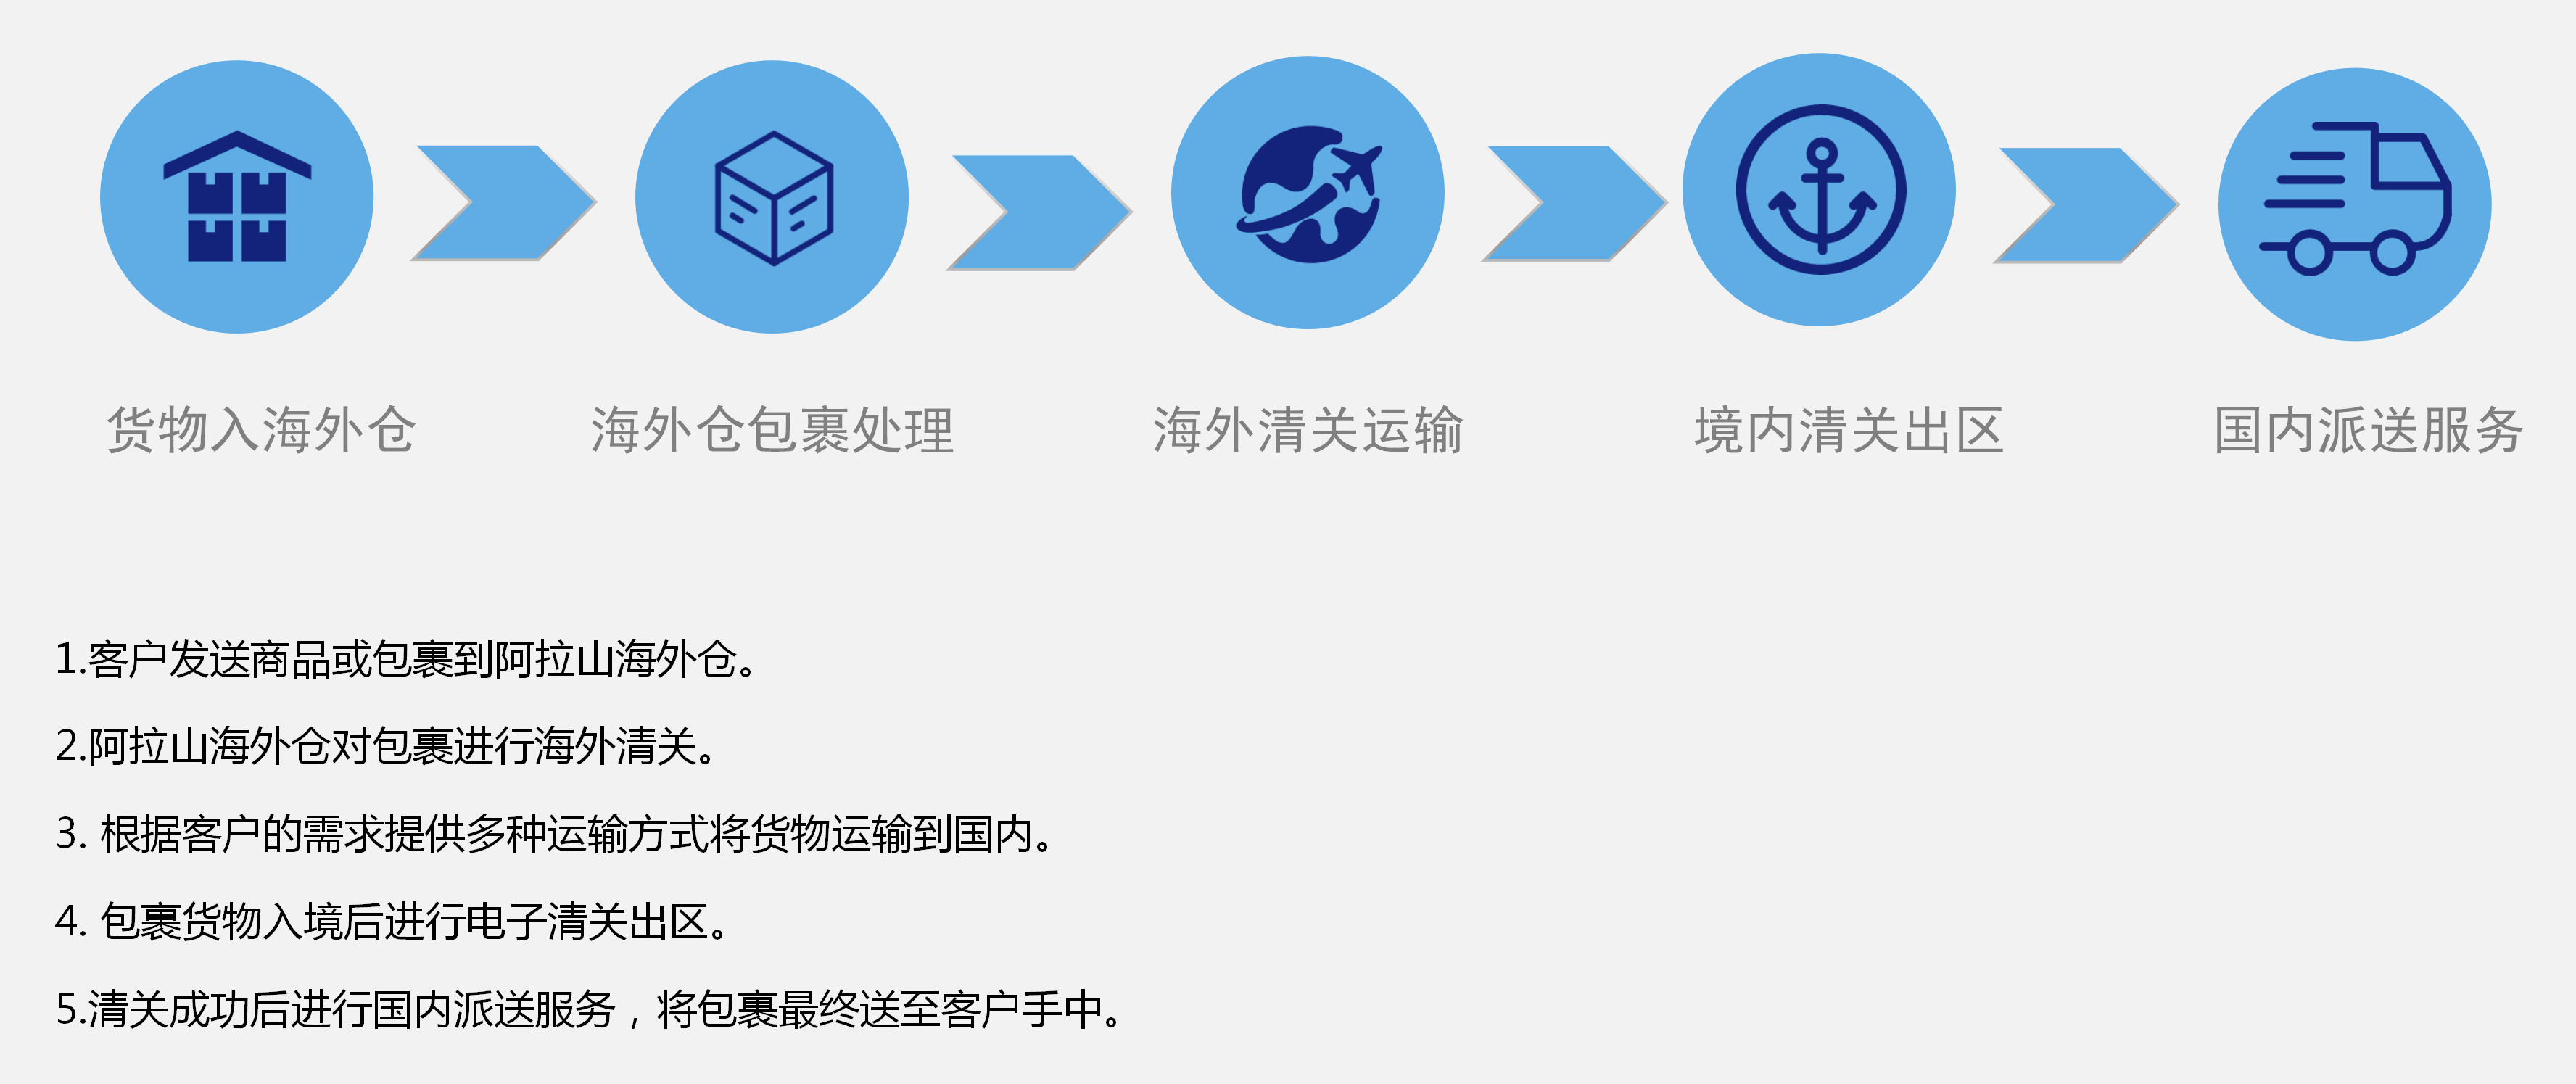 货物入海外仓
海外仓包裹处理
海外清关运输
境内清关出区
国内派送服务
1.客户发送商品或包裹到阿拉山海外仓。
2.阿拉山海外仓对包裹进行海外清关。
3. 根据客户的需求提供多种运输方式将货物运输到国内。
4. 包裹货物入境后进行电子清关出区。
5.清关成功后进行国内派送服务，将包裹最终送至客户手中。